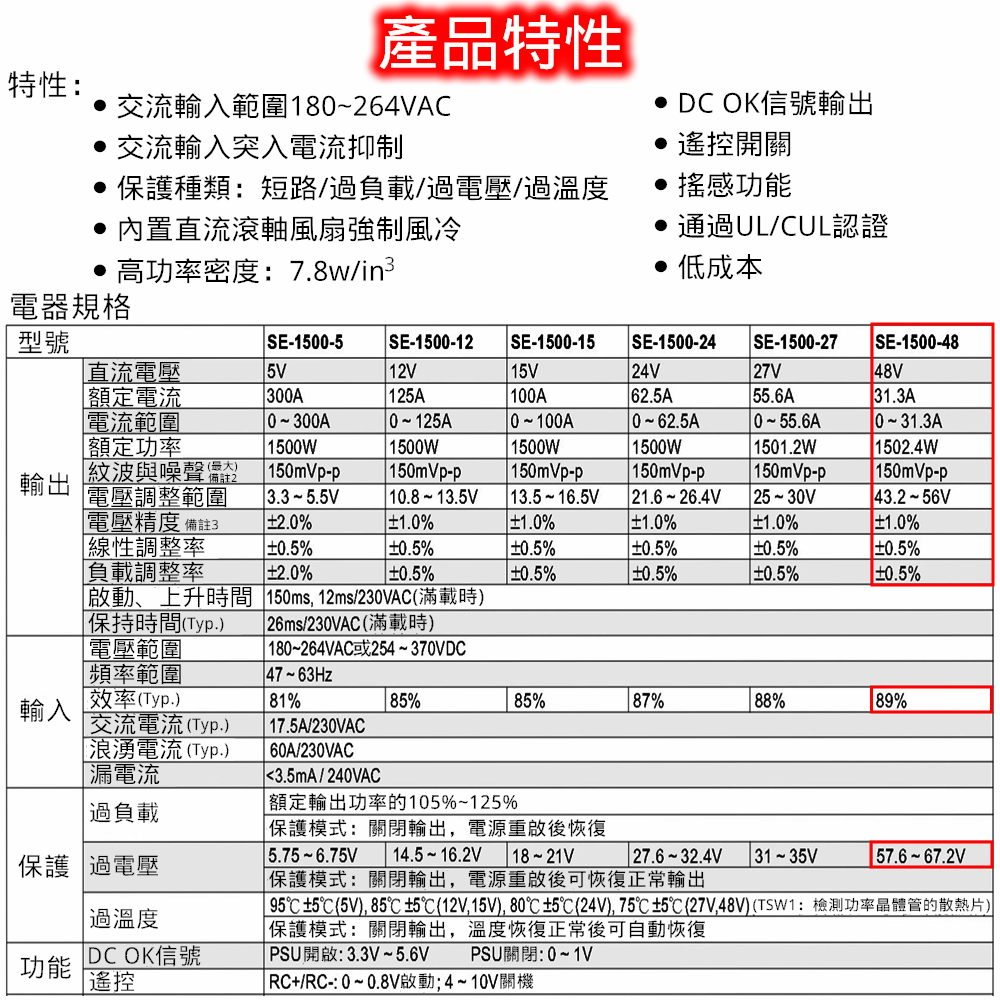 產品特性
特性：
● 交流輸入範圍180~264VAC
● 交流輸入突入電流抑制
● 保護種類：短路/過負載/過電壓/過溫度
● 內置直流滾軸風扇強制風冷
● 高功率密度：7.8w/in³
● DC OK信號輸出
● 遙控開關
● 搖感功能
● 通過UL/CUL認證
● 低成本
電器規格
型號 SE-1500-5 SE-1500-12 SE-1500-15 SE-1500-24 SE-1500-27 SE-1500-48
輸出
直流電壓 5V 12V 15V 24V 27V 48V
額定電流 300A 125A 100A 62.5A 55.6A 31.3A
電流範圍 0~300A 0~125A 0~100A 0~62.5A 0~55.6A 0~31.3A
額定功率 1500W 1500W 1500W 1500W 1501.2W 1502.4W
紋波與噪聲(最大)備註2 150mVp-p 150mVp-p 150mVp-p 150mVp-p 150mVp-p 150mVp-p
電壓調整範圍 3.3~5.5V 10.8~13.5V 13.5~16.5V 21.6~26.4V 25~30V 43.2~56V
電壓精度 備註3 ±2.0% ±1.0% ±1.0% ±1.0% ±1.0% ±1.0%
線性調整率 ±0.5% ±0.5% ±0.5% ±0.5% ±0.5% ±0.5%
負載調整率 ±2.0% ±0.5% ±0.5% ±0.5% ±0.5% ±0.5%
啟動、上升時間 150ms, 12ms/230VAC(滿載時)
保持時間(Typ.) 26ms/230VAC(滿載時)
輸入
電壓範圍 180~264VAC或254~370VDC
頻率範圍 47~63Hz
效率(Typ.) 81% 85% 85% 87% 88% 89%
交流電流(Typ.) 17.5A/230VAC
浪湧電流(Typ.) 60A/230VAC
漏電流 <3.5mA / 240VAC
保護
過負載 額定輸出功率的105%~125%
保護模式：關閉輸出，電源重啟後恢復
過電壓 5.75~6.75V 14.5~16.2V 18~21V 27.6~32.4V 31~35V 57.6~67.2V
保護模式：關閉輸出，電源重啟後可恢復正常輸出
過溫度 95℃±5℃(5V), 85℃±5℃(12V,15V), 80℃±5℃(24V), 75℃±5℃(27V,48V)(TSW1：檢測功率晶體管的散熱片)
保護模式：關閉輸出，溫度恢復正常後可自動恢復
功能
DC OK信號 PSU開啟: 3.3V~5.6V PSU關閉: 0~1V
遙控 RC+/RC-: 0~0.8V啟動; 4~10V關機